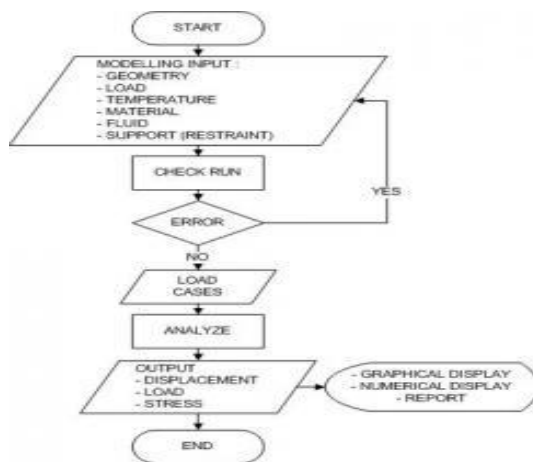 START
MODELLING INPUT :
- GEOMETRY
- LOAD
- TEMPERATURE
- MATERIAL
- FLUID
- SUPPORT (RESTRAINT)
CHECK RUN
YES
ERROR
NO
LOAD
CASES
ANALYZE
OUTPUT
- DISPLACEMENT
- LOAD
- STRESS
- GRAPHICAL DISPLAY
- NUMERICAL DISPLAY
- REPORT
END